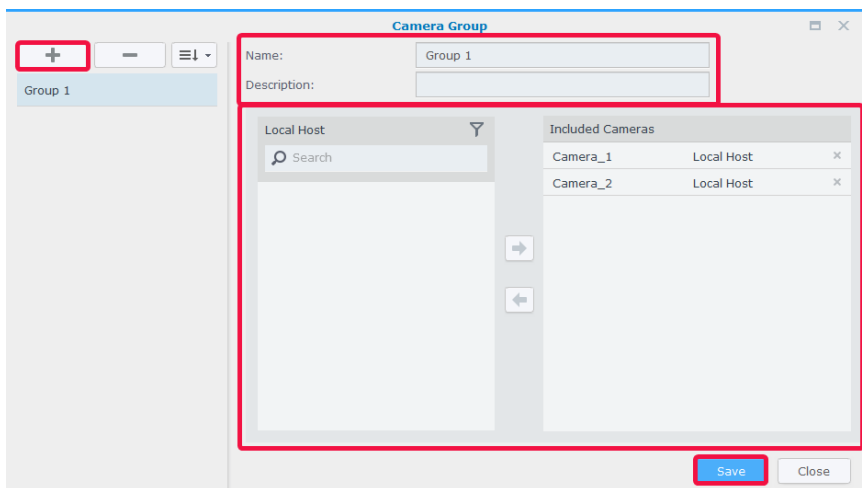 Camera Group
Group 1
Name: Group 1
Description:
Local Host
Search
Included Cameras
Camera_1 Local Host
Camera_2 Local Host
Save Close